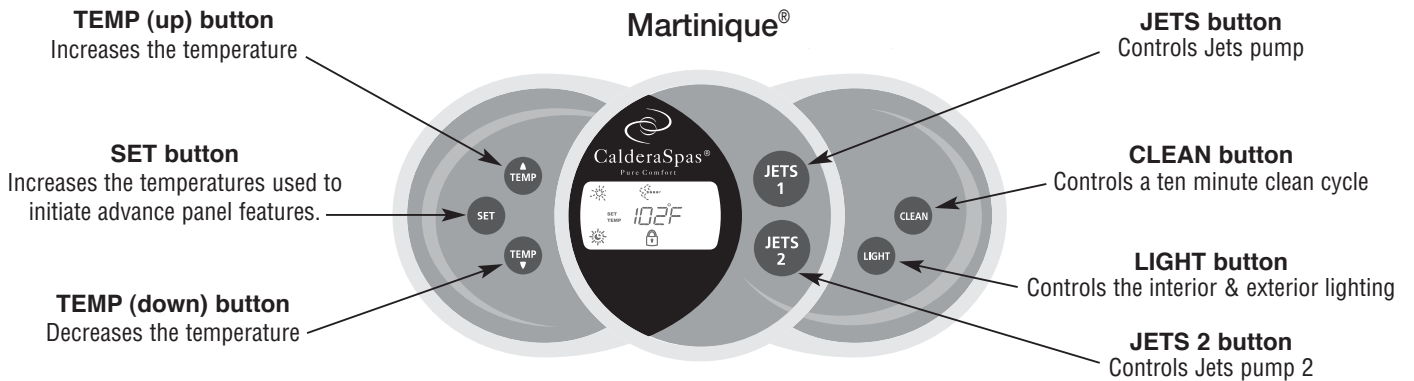 Martinique®
TEMP (up) button
Increases the temperature
SET button
Increases the temperatures used to
initiate advance panel features.
TEMP (down) button
Decreases the temperature
TEMP
SET
TEMP
CalderaSpas®
Pure Comfort
SET
TEMP
102°F
JETS
1
JETS
2
CLEAN
LIGHT
JETS button
Controls Jets pump
CLEAN button
Controls a ten minute clean cycle
LIGHT button
Controls the interior & exterior lighting
JETS 2 button
Controls Jets pump 2